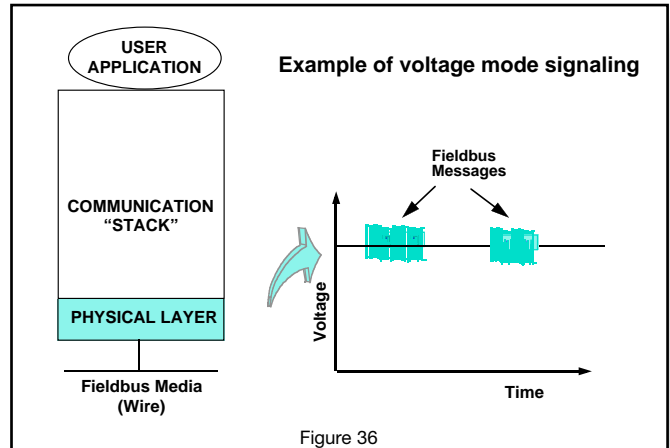 USER
APPLICATION
Example of voltage mode signaling
Fieldbus
Messages
COMMUNICATION
“STACK”
Voltage
PHYSICAL LAYER
Fieldbus Media
(Wire)
Time
Figure 36